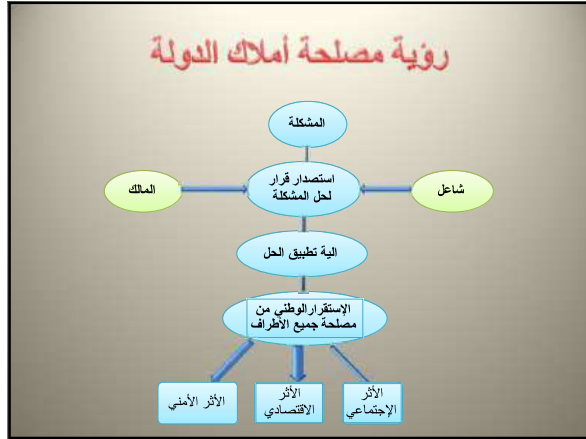 رؤية مصلحة أملاك الدولة
المشكلة
استصدار قرار
لحل المشكلة
شاعل
المالك
الية تطبيق الحل
الإستقرارالوطني من
مصلحة جميع الأطراف
الأثر
الإجتماعي
الأثر
الاقتصادي
الأثر الأمني